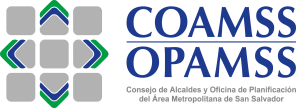 COAMSS
OPAMSS
Consejo de Alcaldes y Oficina de Planificación
del Área Metropolitana de San Salvador